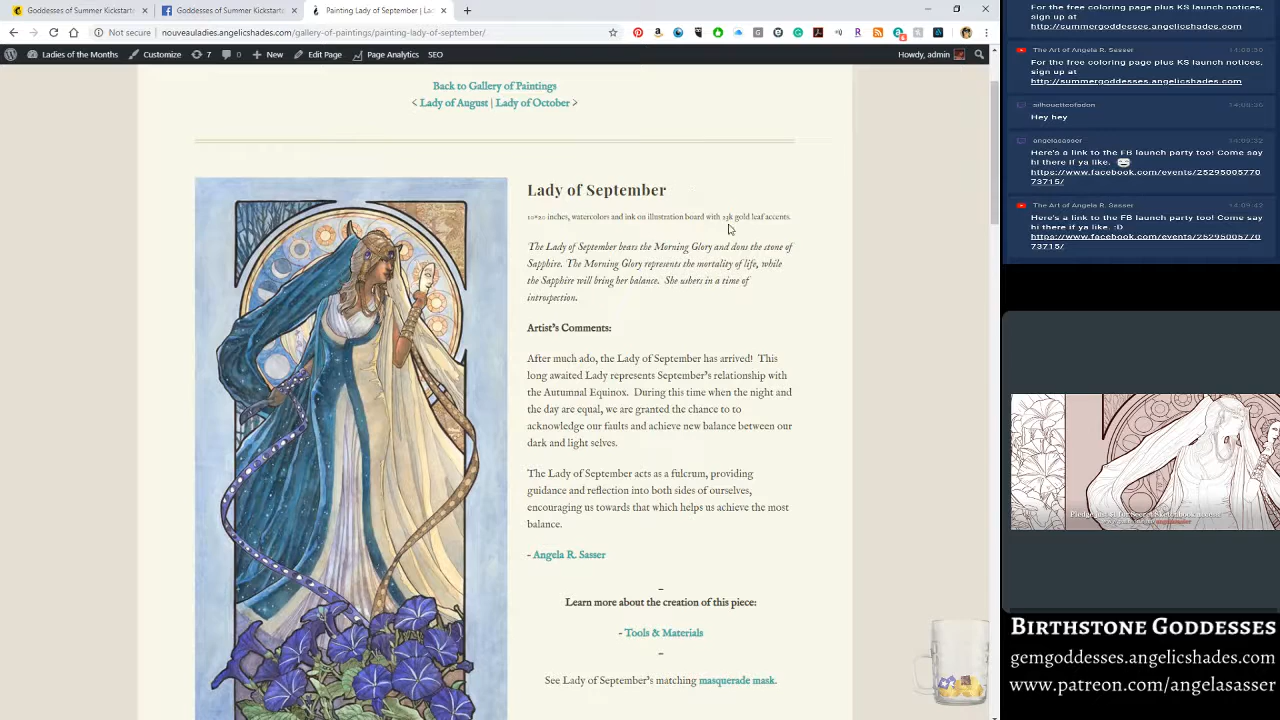 Goddesses of Summer Kickstarte
Goddesses of Summer Kickstarte
Painting Lady of September | Lac
Not secure | nouveauladies.angelicshades.com/gallery-of-paintings/painting-lady-of-september/
Ladies of the Months
Customize
7
0
New
Edit Page
Page Analytics
SEO
Howdy, admin
Back to Gallery of Paintings
< Lady of August | Lady of October >
Lady of September
10*20 inches, watercolors and ink on illustration board with 23k gold leaf accents.
The Lady of September bears the Morning Glory and dons the stone of
Sapphire. The Morning Glory represents the mortality of life, while
the Sapphire will bring her balance. She ushers in a time of
introspection.
Artist's Comments:
After much ado, the Lady of September has arrived! This
long awaited Lady represents September's relationship with
the Autumnal Equinox. During this time when the night and
the day are equal, we are granted the chance to to
acknowledge our faults and achieve new balance between our
dark and light selves.
The Lady of September acts as a fulcrum, providing
guidance and reflection into both sides of ourselves,
encouraging us towards that which helps us achieve the most
balance.
- Angela R. Sasser
–
Learn more about the creation of this piece:
- Tools & Materials
–
See Lady of September's matching masquerade mask.
For the free coloring page plus KS launch notices,
sign up at
http://summergoddesses.angelicshades.com
The Art of Angela R. Sasser 14:08:30
For the free coloring page plus KS launch notices,
sign up at
http://summergoddesses.angelicshades.com
silhouetteofadon
Hey hey
angelasasser
Here's a link to the FB launch party too! Come say
hi there if ya like.
https://www.facebook.com/events/25295005770
73715/
The Art of Angela R. Sasser 14:09:42
Here's a link to the FB launch party too! Come say
hi there if ya like. :D
https://www.facebook.com/events/25295005770
73715/
BIRTHSTONE GODDESSES
gemgoddesses.angelicshades.com
www.patreon.com/angelasasser